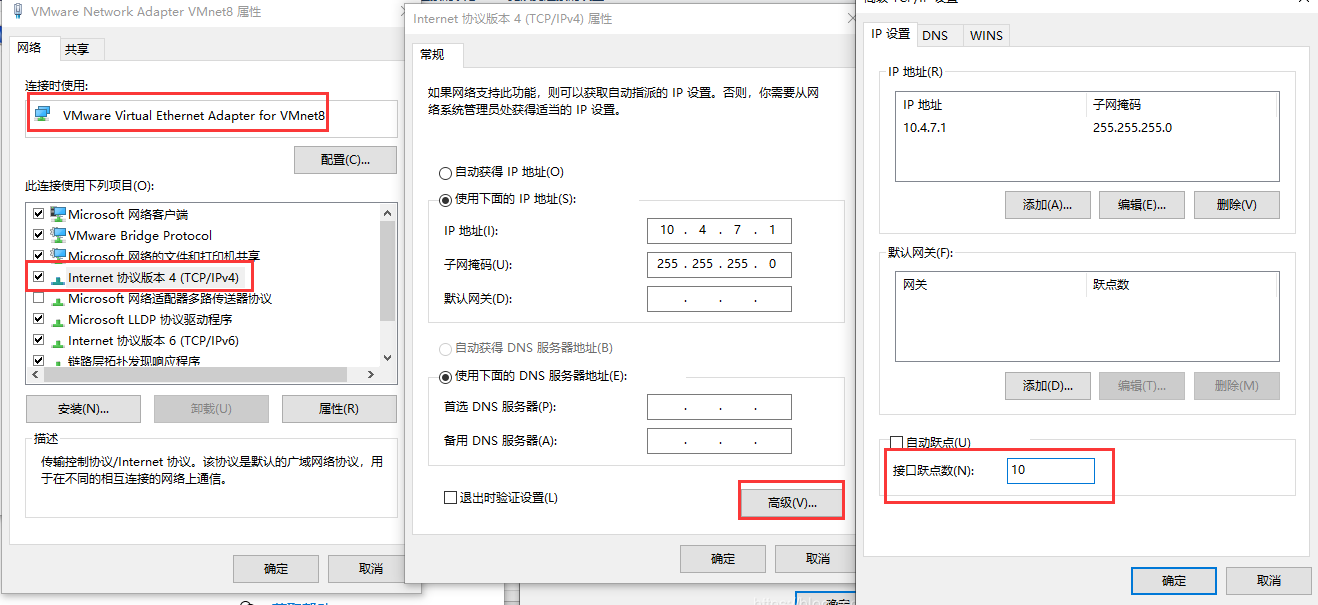 VMware Network Adapter VMnet8 属性
网络
共享
连接时使用:
VMware Virtual Ethernet Adapter for VMnet8
配置(C)...
此连接使用下列项目(O):
Microsoft 网络客户端
VMware Bridge Protocol
Microsoft 网络的文件和打印机共享
Internet 协议版本 4 (TCP/IPv4)
Microsoft 网络适配器多路传送器协议
Microsoft LLDP 协议驱动程序
Internet 协议版本 6 (TCP/IPv6)
链路层拓扑发现响应程序
安装(N)...
卸载(U)
属性(R)
描述
传输控制协议/Internet 协议。该协议是默认的广域网络协议，用
于在不同的相互连接的网络上通信。
确定
取消
Internet 协议版本 4 (TCP/IPv4) 属性
常规
如果网络支持此功能，则可以获取自动指派的 IP 设置。否则，你需要从网
络系统管理员处获得适当的 IP 设置。
自动获得 IP 地址(O)
使用下面的 IP 地址(S):
IP 地址(I):
10 . 4 . 7 . 1
子网掩码(U):
255 . 255 . 255 . 0
默认网关(D):
. . .
自动获得 DNS 服务器地址(B)
使用下面的 DNS 服务器地址(E):
首选 DNS 服务器(P):
. . .
备用 DNS 服务器(A):
. . .
退出时验证设置(L)
高级(V)...
确定
取消
高级 TCP/IP 设置
IP 设置
DNS
WINS
IP 地址(R)
IP 地址
子网掩码
10.4.7.1
255.255.255.0
添加(A)...
编辑(E)...
删除(V)
默认网关(F):
网关
跃点数
添加(D)...
编辑(T)...
删除(M)
自动跃点(U)
接口跃点数(N):
10
确定
取消
确定